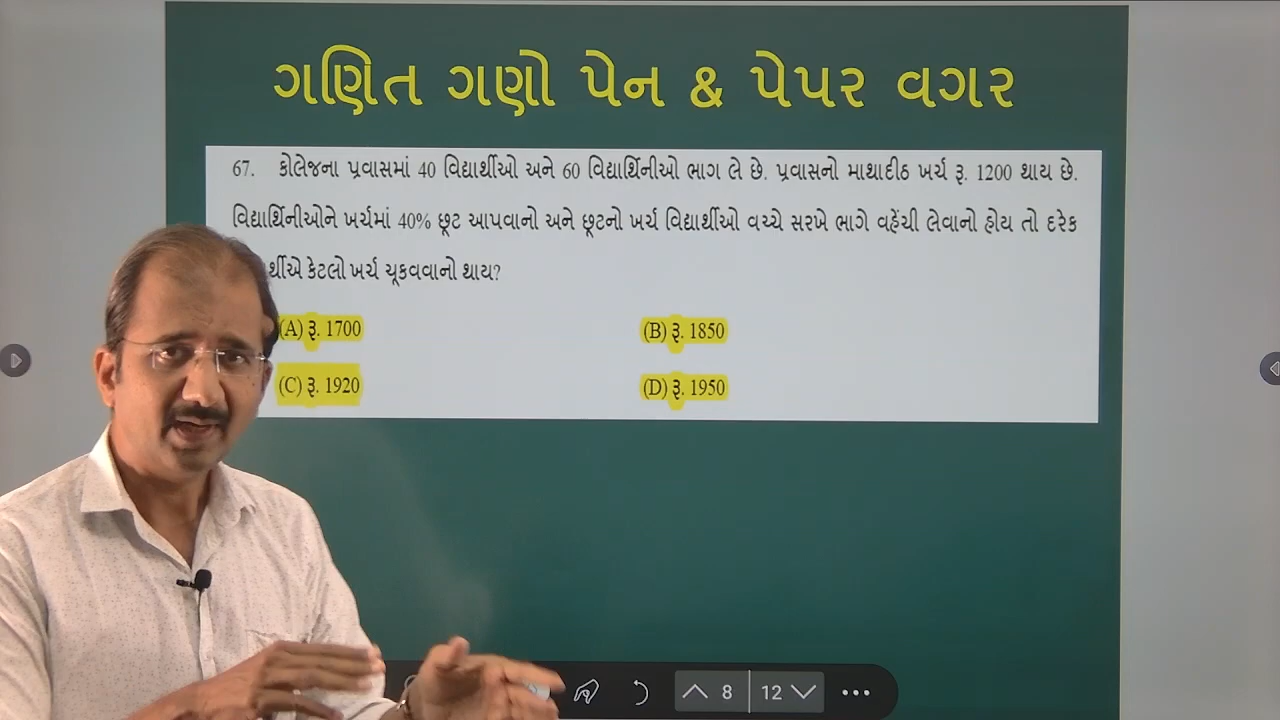 ગણિત ગણો પેન & પેપર વગર
67. કોલેજના પ્રવાસમાં 40 વિદ્યાર્થીઓ અને 60 વિદ્યાર્થિનીઓ ભાગ લે છે. પ્રવાસનો માથાદીઠ ખર્ચ રૂ. 1200 થાય છે.
વિદ્યાર્થિનીઓને ખર્ચમાં 40% છૂટ આપવાનો અને છૂટનો ખર્ચ વિદ્યાર્થીઓ વચ્ચે સરખે ભાગે વહેંચી લેવાનો હોય તો દરેક
ર્થીએ કેટલો ખર્ચ ચૂકવવાનો થાય?
(A) રૂ. 1700 (B) રૂ. 1850
(C) રૂ. 1920 (D) રૂ. 1950
8 12